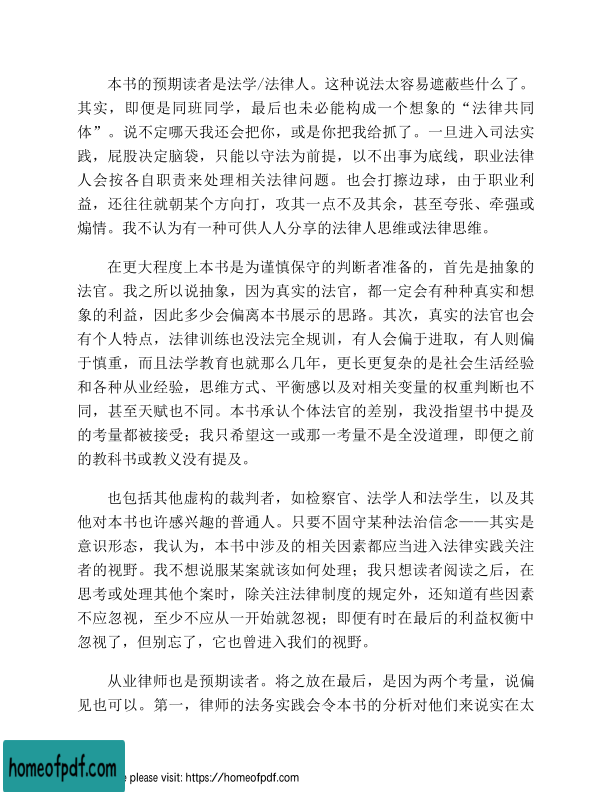 本书的预期读者是法学/法律人。这种说法太容易遮蔽些什么了。
其实，即便是同班同学，最后也未必能构成一个想象的“法律共同
体”。说不定哪天我还会把你，或是你把我给抓了。一旦进入司法实
践，屁股决定脑袋，只能以守法为前提，以不出事为底线，职业法律
人会按各自职责来处理相关法律问题。也会打擦边球，由于职业利
益，还往往就朝某个方向打，攻其一点不及其余，甚至夸张、牵强或
煽情。我不认为有一种可供人人分享的法律人思维或法律思维。
在更大程度上本书是为谨慎保守的判断者准备的，首先是抽象的
法官。我之所以说抽象，因为真实的法官，都一定会有种种真实和想
象的利益，因此多少会偏离本书展示的思路。其次，真实的法官也会
有个人特点，法律训练也没法完全规训，有人会偏于进取，有人则偏
于慎重，而且法学教育也就那么几年，更长更复杂的是社会生活经验
和各种从业经验，思维方式、平衡感以及对相关变量的权重判断也不
同，甚至天赋也不同。本书承认个体法官的差别，我没指望书中提及
的考量都被接受；我只希望这一或那一考量不是全没道理，即便之前
的教科书或教义没有提及。
也包括其他虚构的裁判者，如检察官、法学人和法学生，以及其
他对本书也许感兴趣的普通人。只要不固守某种法治信念——其实是
意识形态，我认为，本书中涉及的相关因素都应当进入法律实践关注
者的视野。我不想说服某案就该如何处理；我只想读者阅读之后，在
思考或处理其他个案时，除关注法律制度的规定外，还知道有些因素
不应忽视，至少不应从一开始就忽视；即便有时在最后的利益权衡中
忽视了，但别忘了，它也曾进入我们的视野。
从业律师也是预期读者。将之放在最后，是因为两个考量，说偏
见也可以。第一，律师的法务实践会令本书的分析对他们来说实在太
homeofpdf.com
e please visit: https://homeofpdf.com